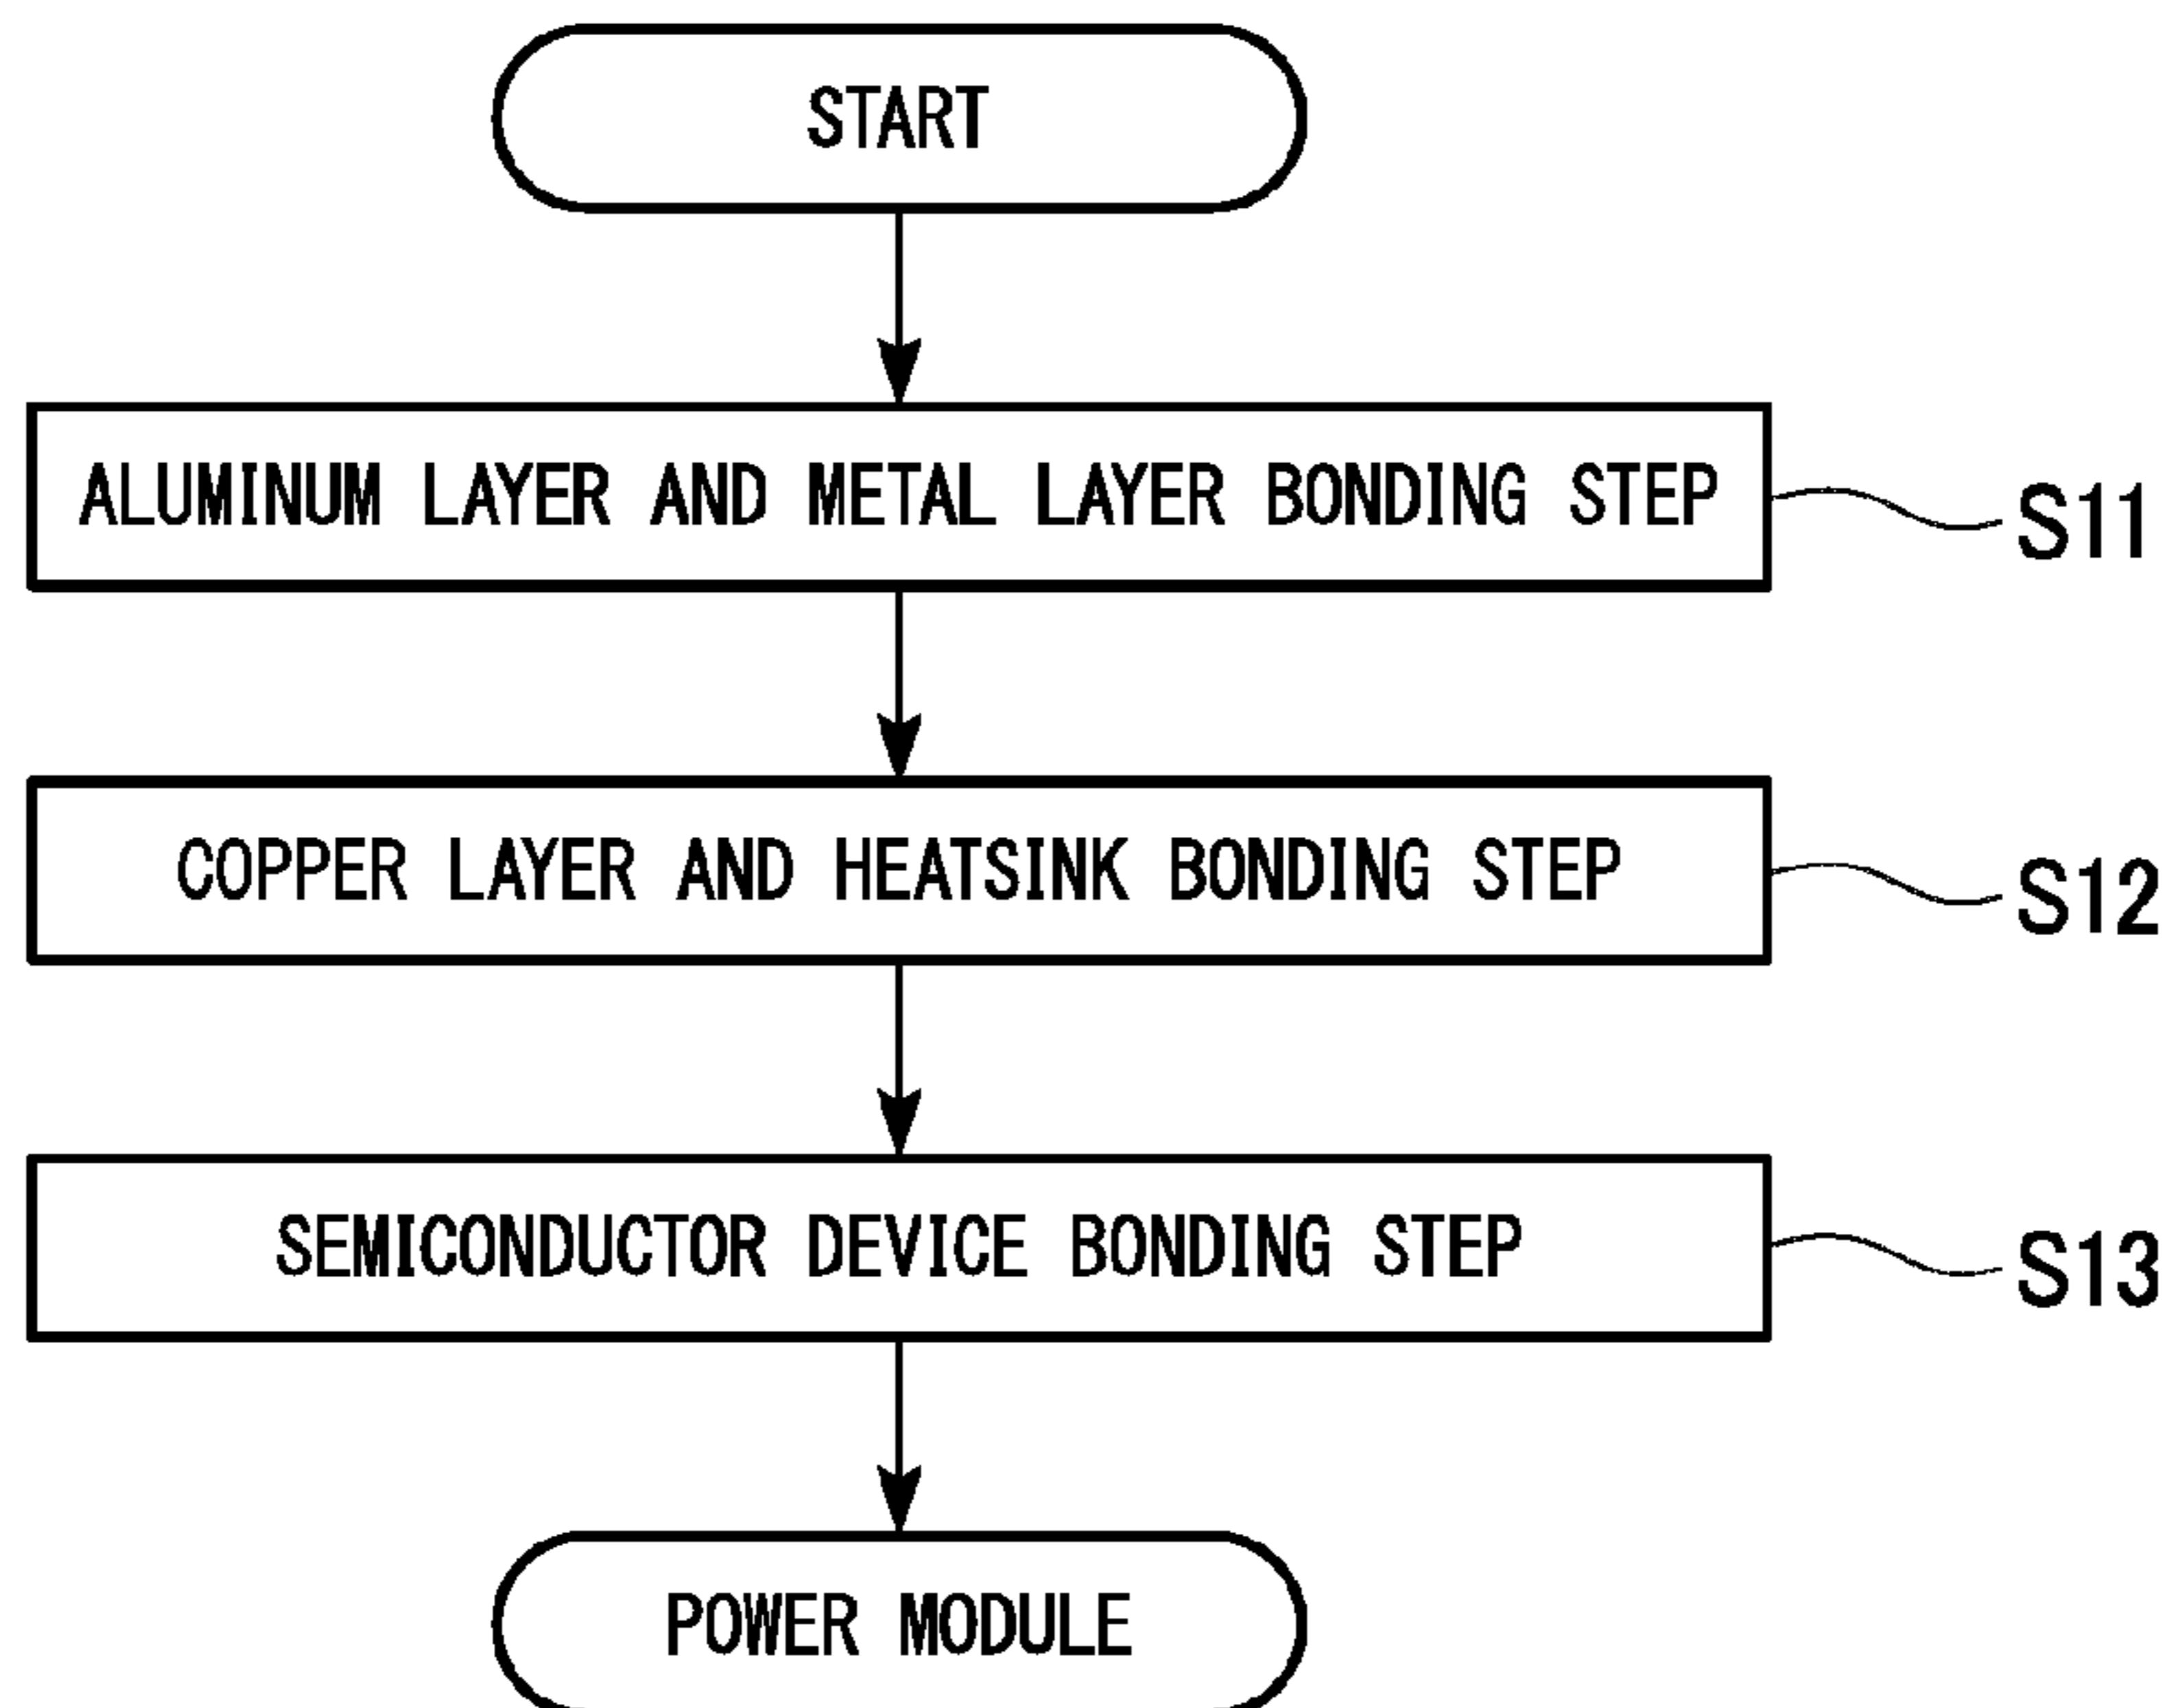 START
ALUMINUM LAYER AND METAL LAYER BONDING STEP
S11
COPPER LAYER AND HEATSINK BONDING STEP
S12
SEMICONDUCTOR DEVICE BONDING STEP
S13
POWER MODULE